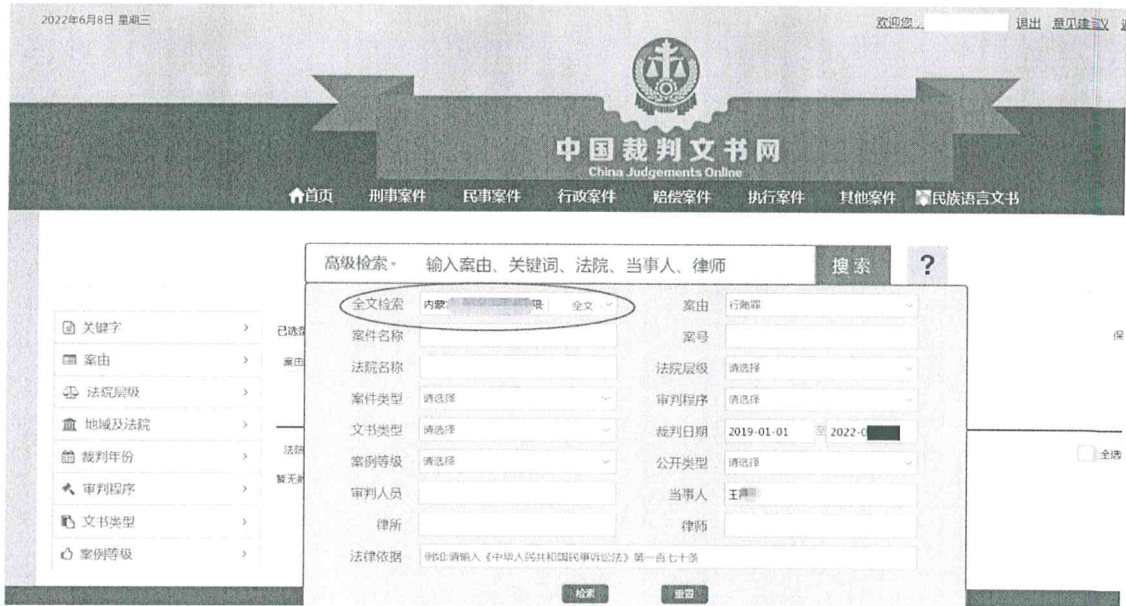 2022年6月8日 星期三 欢迎您， 退出 意见建议
中国裁判文书网
China Judgements Online
首页 刑事案件 民事案件 行政案件 赔偿案件 执行案件 其他案件 民族语言文书
高级检索 输入案由、关键词、法院、当事人、律师 搜索 ?
全文检索 内蒙 限 全文 案由 行贿罪
关键字 已选 案件名称 案号 保
案由 案由 法院名称 法院层级 请选择
法院层级 案件类型 请选择 审判程序 请选择
地域及法院 文书类型 请选择 裁判日期 2019-01-01 至 2022-0
裁判年份 法院 案例等级 请选择 公开类型 请选择 全选
审判程序 暂无 审判人员 当事人 王
文书类型 律所 律师
案例等级 法律依据 例如:请输入《中华人民共和国民事诉讼法》第一百七十条
检索 重置